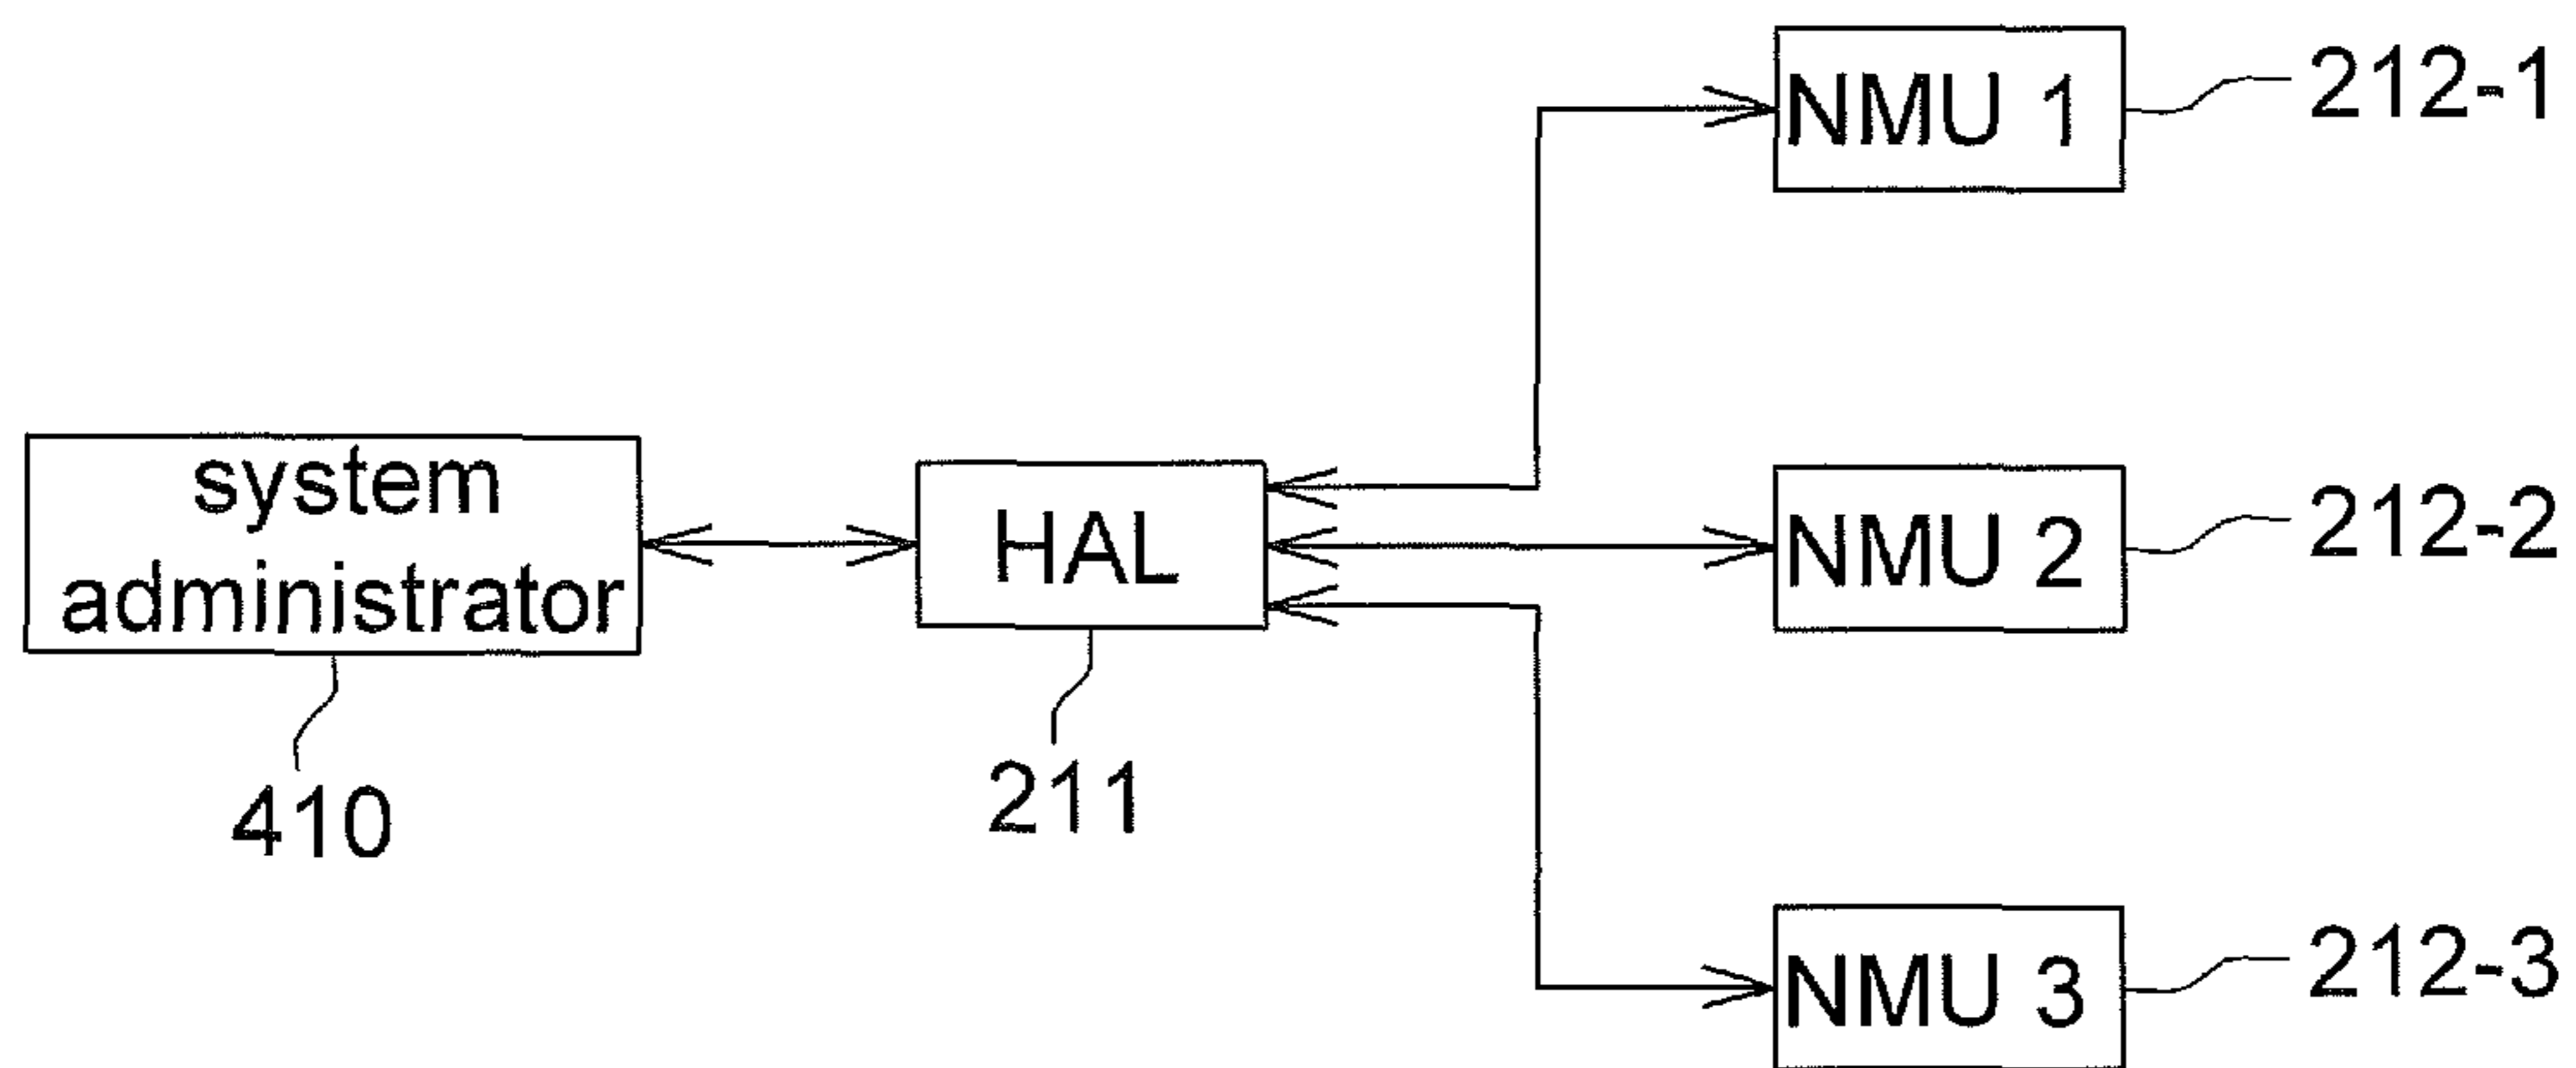 NMU 1
212-1
system
administrator
410
HAL
211
NMU 2
212-2
NMU 3
212-3